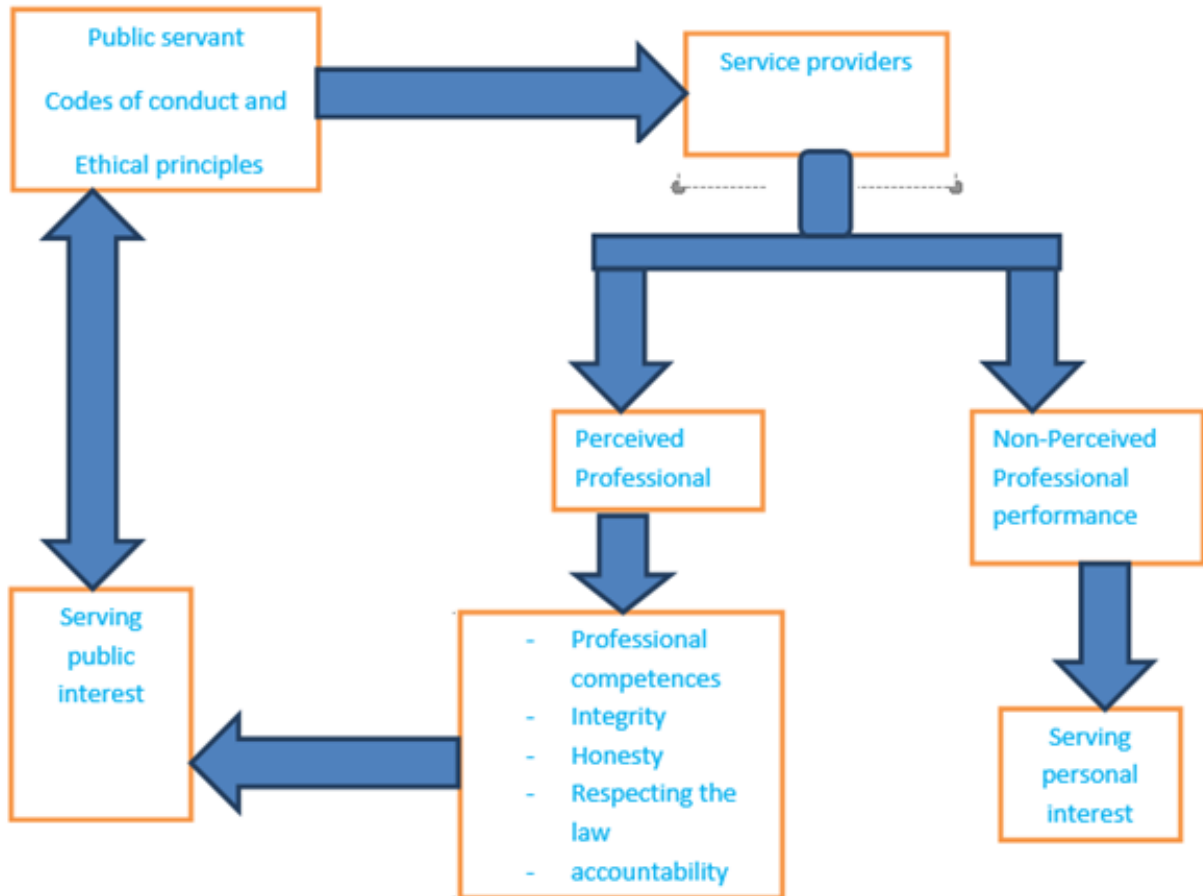 Public servant
Codes of conduct and
Ethical principles
Service providers
Perceived
Professional
Non-Perceived
Professional
performance
Serving
public
interest
- Professional
competences
- Integrity
- Honesty
- Respecting the
law
- accountability
Serving
personal
interest